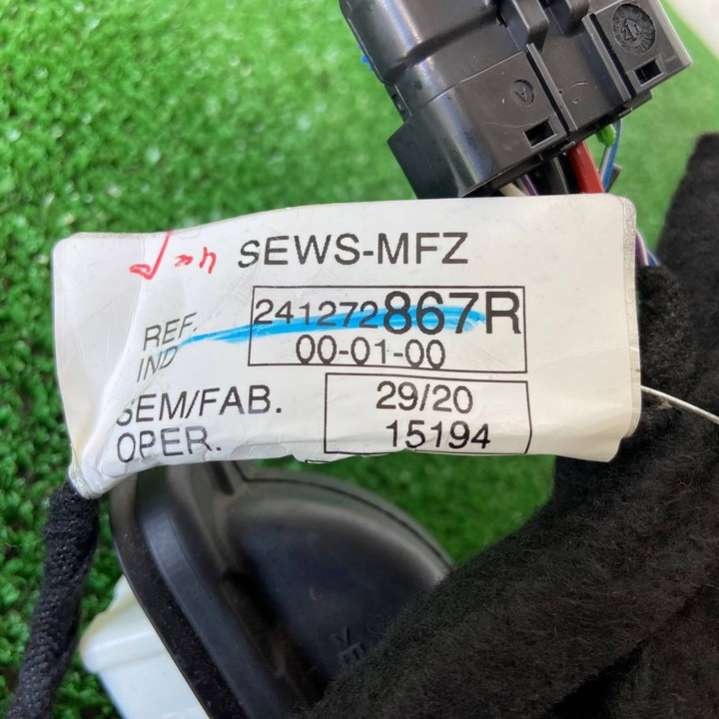 SEWS-MFZ
REF. 241272867R
IND 00-01-00
SEM/FAB. 29/20
OPER. 15194